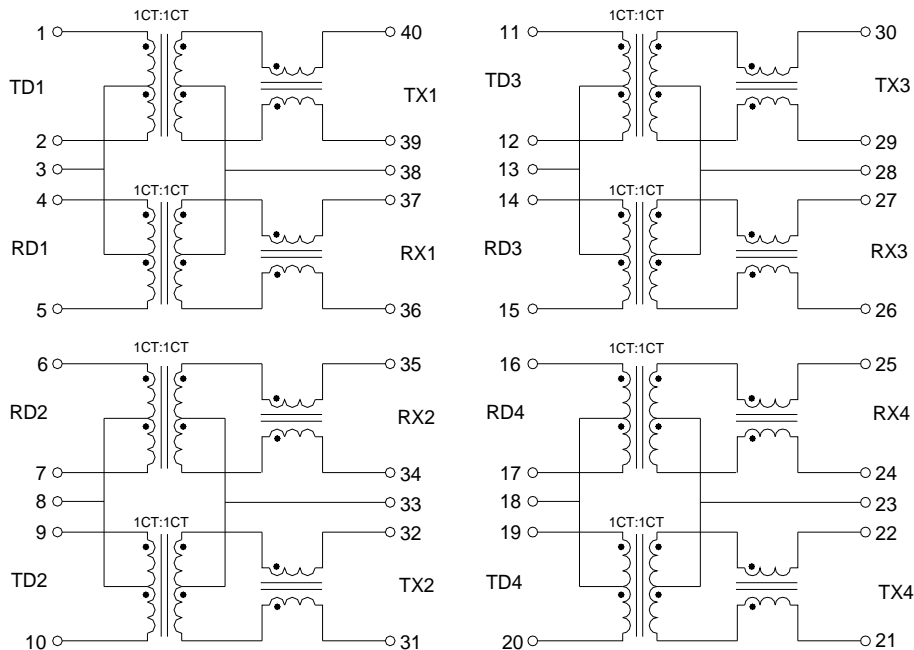 1CT:1CT
1
40
TD1
TX1
2
39
3
38
1CT:1CT
4
37
RD1
RX1
5
36
1CT:1CT
6
35
RD2
RX2
7
34
8
33
1CT:1CT
9
32
TD2
TX2
10
31
1CT:1CT
11
30
TD3
TX3
12
29
13
28
1CT:1CT
14
27
RD3
RX3
15
26
1CT:1CT
16
25
RD4
RX4
17
24
18
23
1CT:1CT
19
22
TD4
TX4
20
21